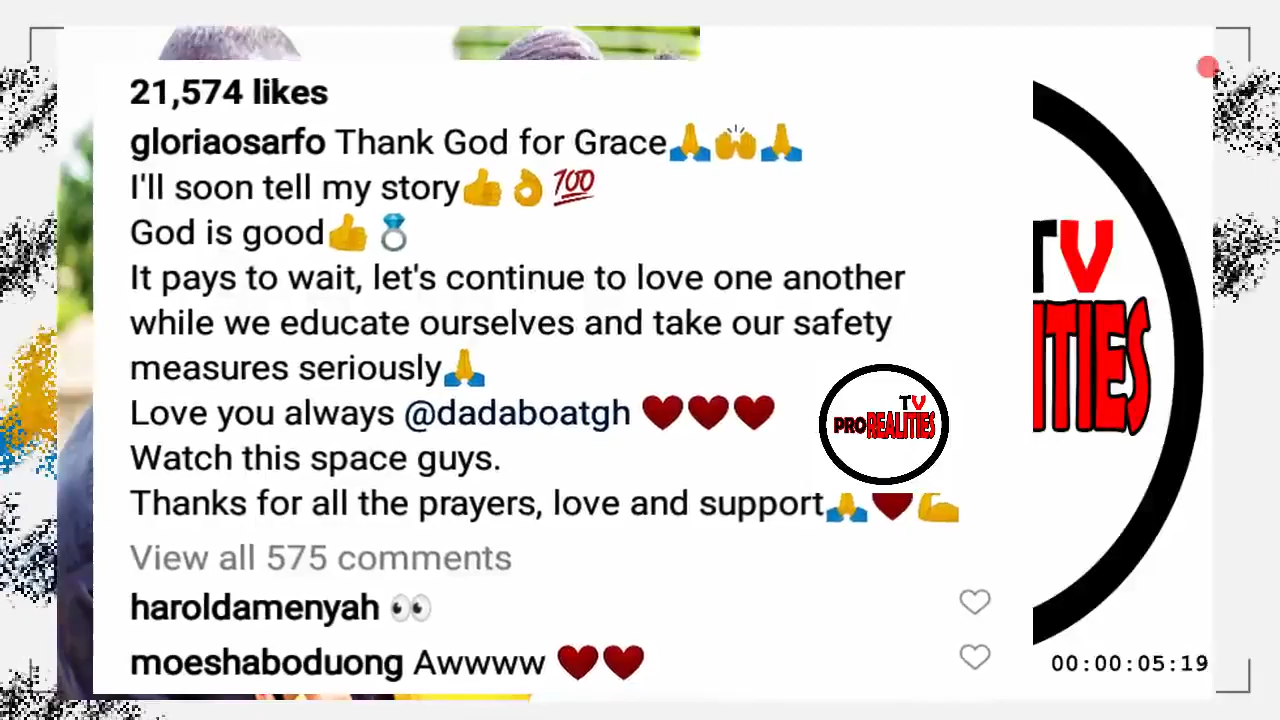 21,574 likes
gloriaosarfo Thank God for Grace🙏🙌🙏
I'll soon tell my story👍👌💯
God is good👍💍
It pays to wait, let's continue to love one another
while we educate ourselves and take our safety
measures seriously🙏
Love you always @dadaboatgh ❤️❤️❤️
TV
PROREALITIES
Watch this space guys.
Thanks for all the prayers, love and support🙏❤️💪
View all 575 comments
haroldamenyah 👀
moeshaboduong Awwww ❤️❤️
TV
ITIES
00:00:05:19